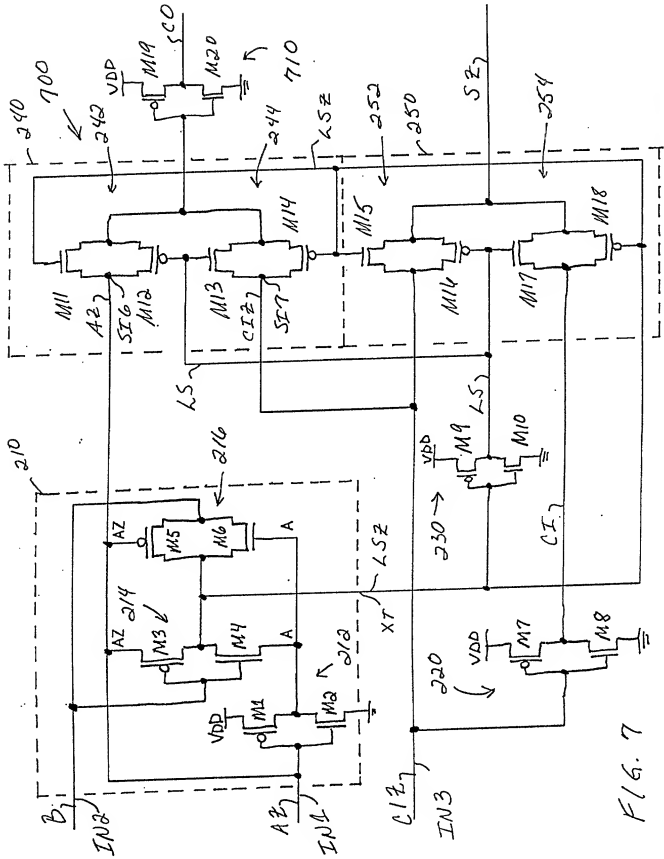 240
700
242
VDD
M19
CO
M20
710
244
LSZ
252
250
SZ
254
M11
AZ
SI6
M12
M13
CIZ
SI7
M14
M15
M16
M17
M18
LS
LS
210
216
AZ
M5
M6
A
214
AZ
M3
M4
A
212
VDD
M1
M2
B
IN2
AZ
IN1
LSZ
XT
230
VDD
M9
M10
CI
220
VDD
M7
M8
CIZ
IN3
FIG. 7